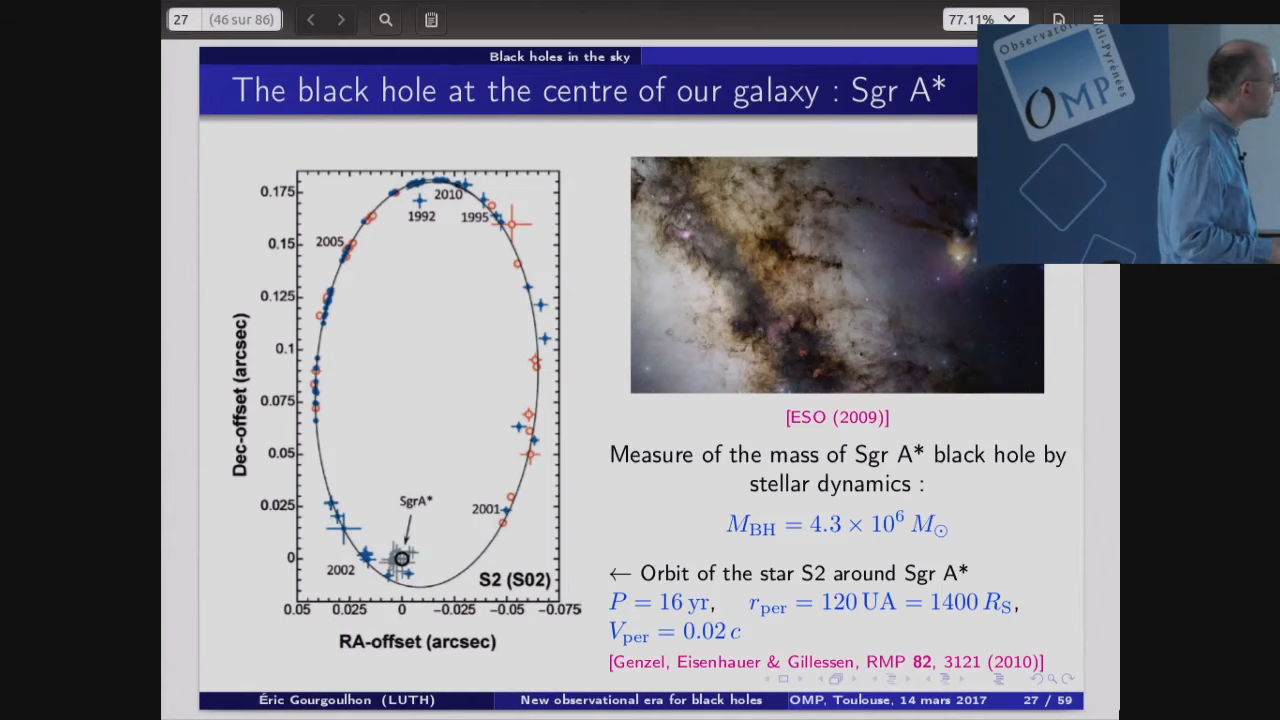 27 (46 sur 86)
77.11%
Black holes in the sky
The black hole at the centre of our galaxy : Sgr A*
Observatoi
di-Pyrénées
OMP
0.175
0.15
0.125
0.1
0.075
0.05
0.025
0
Dec-offset (arcsec)
2010
1992
1995
2005
SgrA*
2001
2002
S2 (S02)
0.05 0.025 0 −0.025 −0.05 −0.075
RA-offset (arcsec)
[ESO (2009)]
Measure of the mass of Sgr A* black hole by
stellar dynamics :
M_BH = 4.3 × 10⁶ M_⊙
← Orbit of the star S2 around Sgr A*
P = 16 yr, r_per = 120 UA = 1400 R_S,
V_per = 0.02 c
[Genzel, Eisenhauer & Gillessen, RMP 82, 3121 (2010)]
Éric Gourgoulhon (LUTH) New observational era for black holes OMP, Toulouse, 14 mars 2017 27 / 59